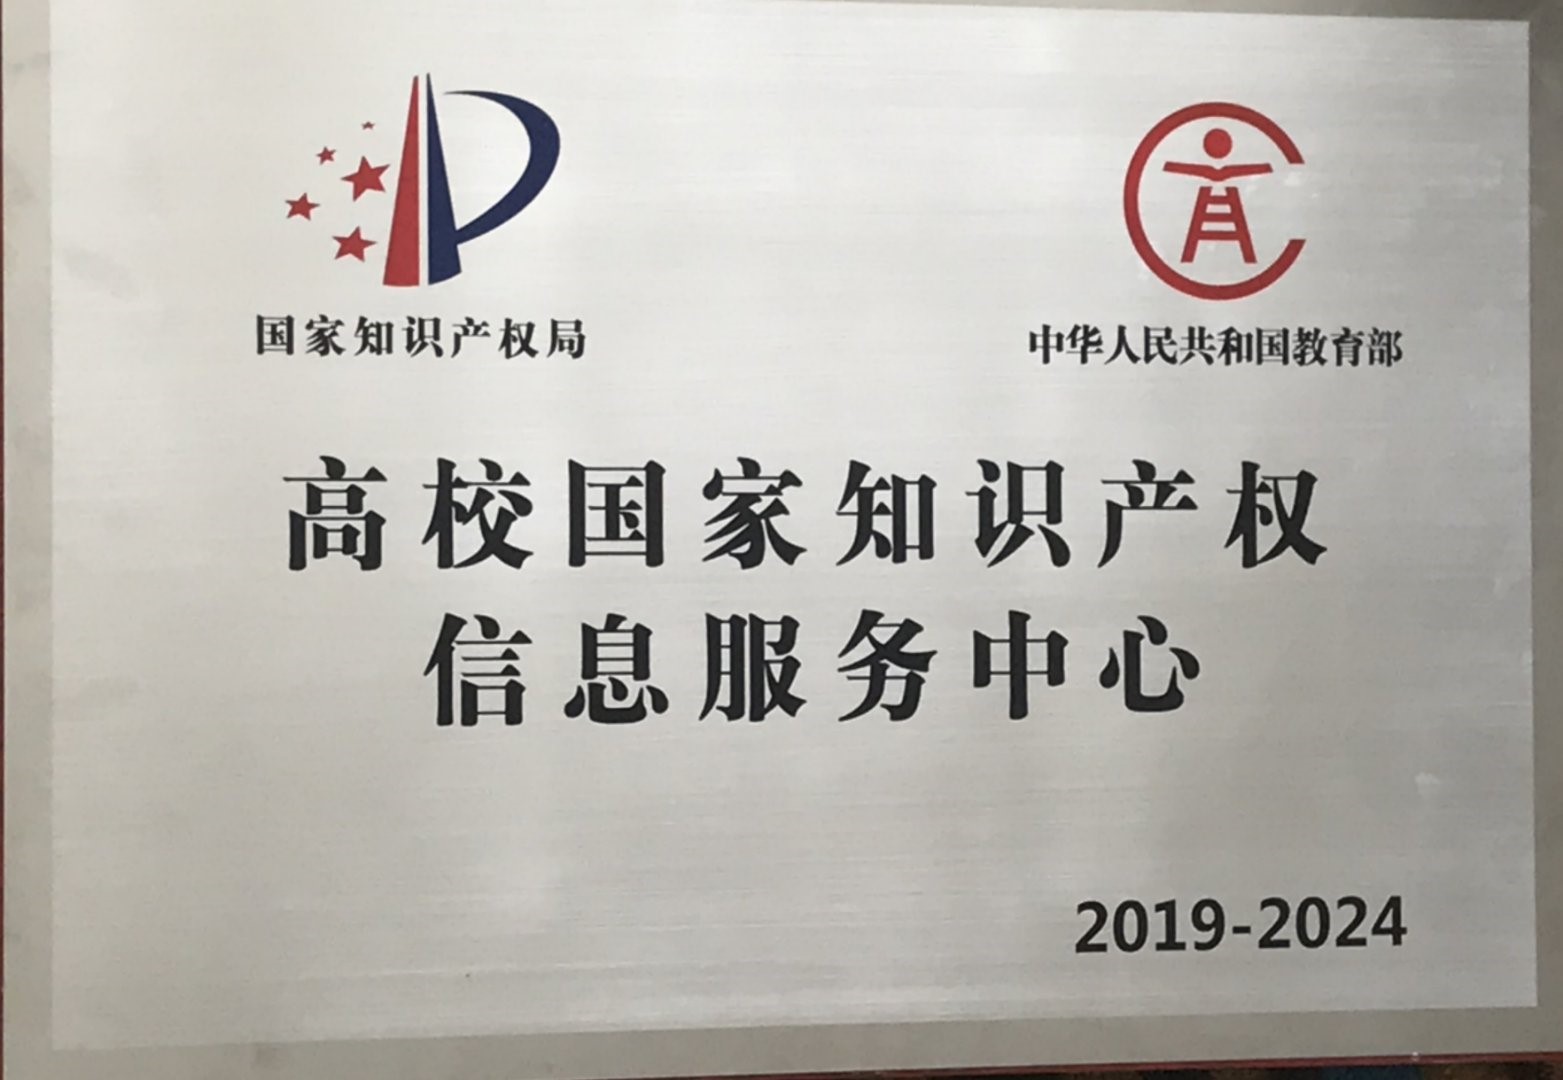 国家知识产权局
中华人民共和国教育部
高校国家知识产权
信息服务中心
2019-2024